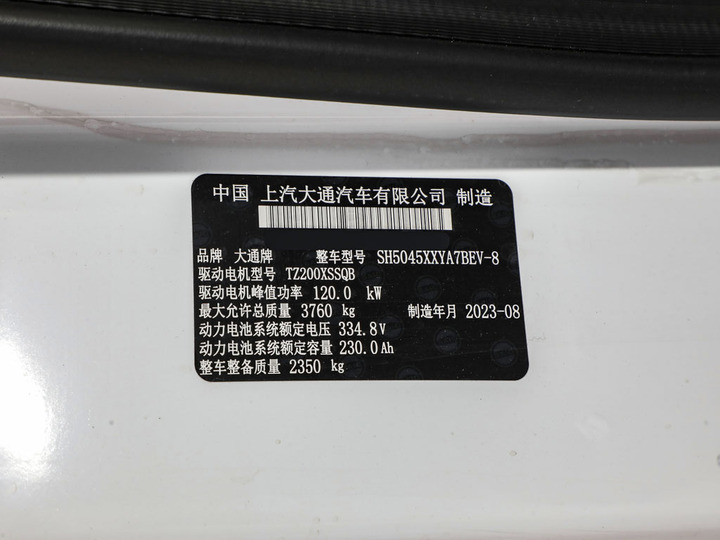 中国 上汽大通汽车有限公司 制造
品牌 大通牌 整车型号 SH5045XXYA7BEV-8
驱动电机型号 TZ200XSSQB
驱动电机峰值功率 120.0 kW
最大允许总质量 3760 kg 制造年月 2023-08
动力电池系统额定电压 334.8V
动力电池系统额定容量 230.0Ah
整车整备质量 2350 kg